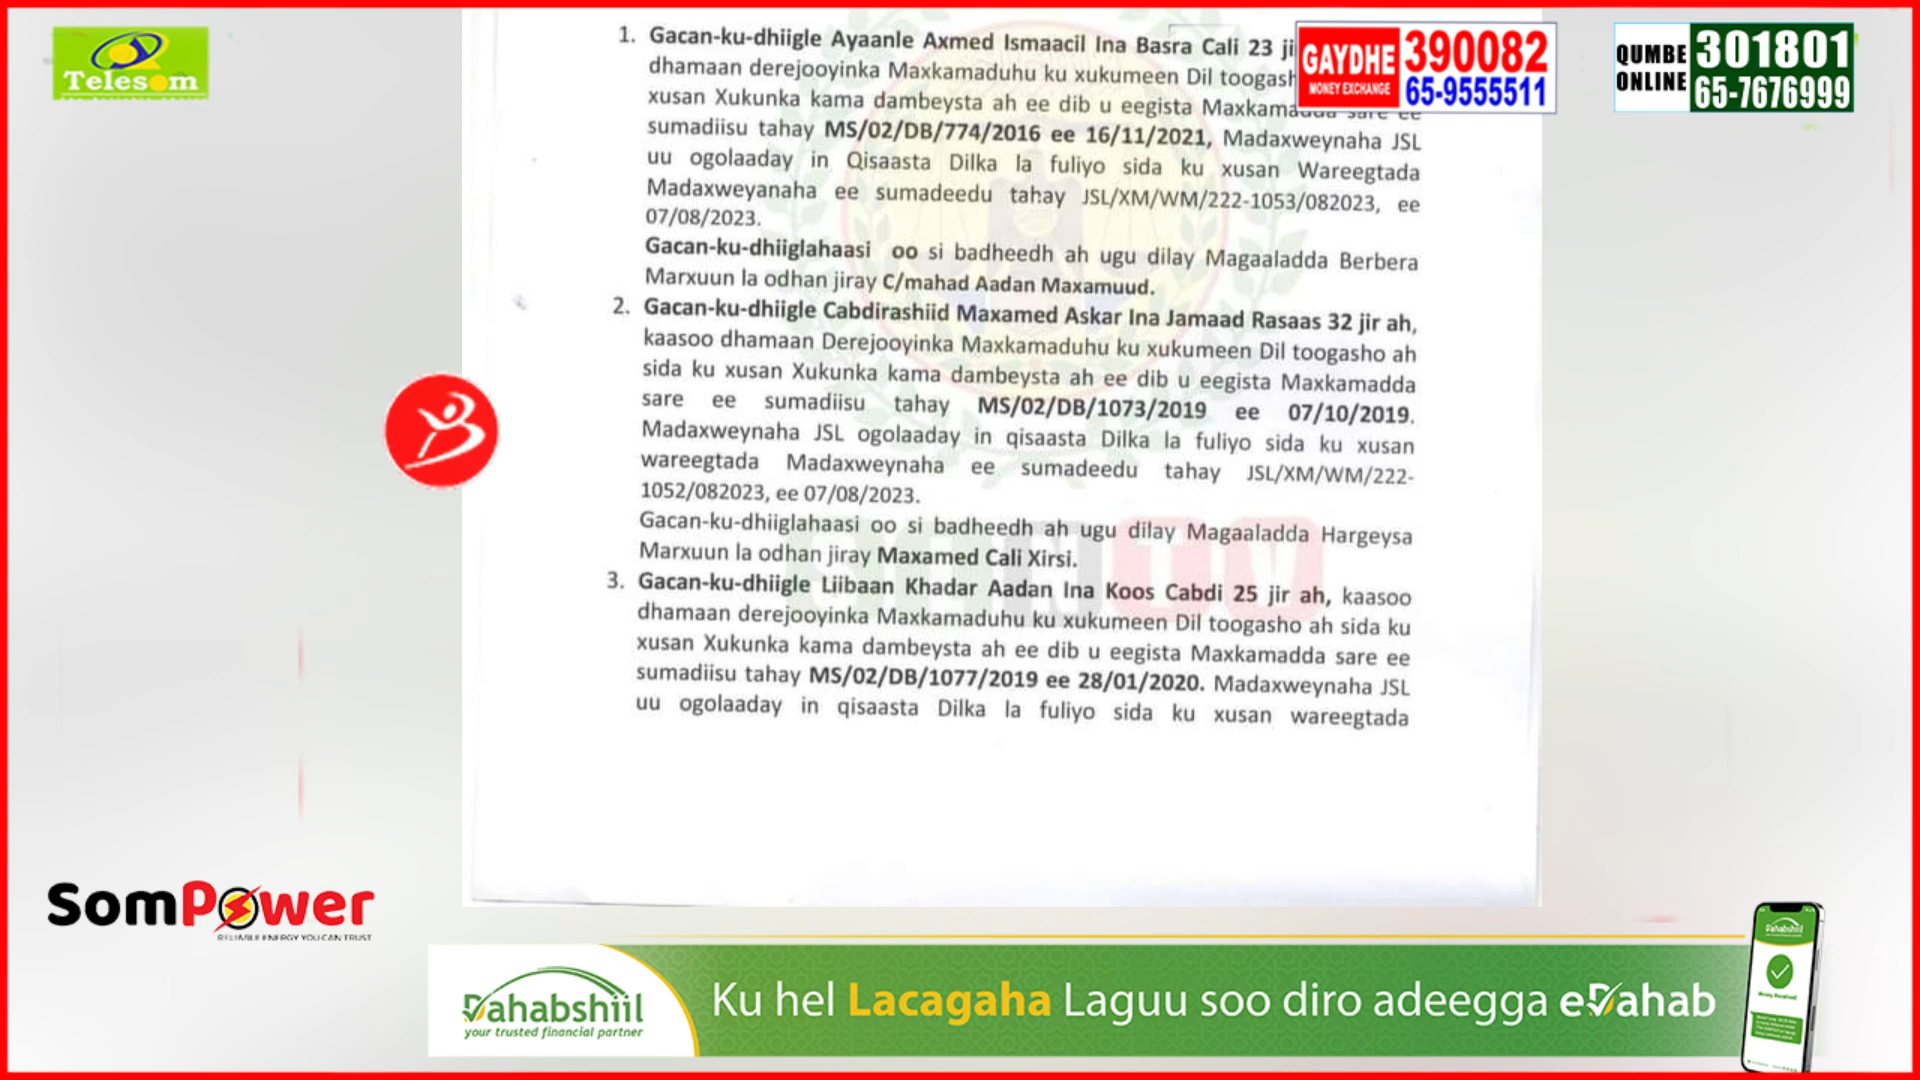 Telesom
GAYDHE
MONEY EXCHANGE
390082
65-9555511
QUMBE
ONLINE
301801
65-7676999
1. Gacan-ku-dhiigle Ayaanle Axmed Ismaacil Ina Basra Cali 23
dhamaan derejooyinka Maxkamaduhu ku xukumeen Dil
xusan Xukunka kama dambeysta ah ee dib u eegista sare ee
sumadiisu tahay MS/02/DB/774/2016 ee 16/11/2021, Madaxweynaha JSL
uu ogolaaday in Qisaasta Dilka la fuliyo sida ku xusan Wareegtada
Madaxweyanaha ee sumadeedu tahay JSL/XM/WM/222-1053/082023, ee
07/08/2023.
Gacan-ku-dhiiglahaasi oo si badheedh ah ugu dilay Magaaladda Berbera
Marxuun la odhan jiray C/mahad Aadan Maxamuud.
2. Gacan-ku-dhiigle Cabdirashiid Maxamed Askar Ina Jamaad Rasaas 32 jir ah,
kaasoo dhamaan Derejooyinka Maxkamaduhu ku xukumeen Dil toogasho ah
sida ku xusan Xukunka kama dambeysta ah ee dib u eegista Maxkamadda
sare ee sumadiisu tahay MS/02/DB/1073/2019 ee 07/10/2019.
Madaxweynaha JSL ogolaaday in qisaasta Dilka la fuliyo sida ku xusan
wareegtada Madaxweynaha ee sumadeedu tahay JSL/XM/WM/222-
1052/082023, ee 07/08/2023.
Gacan-ku-dhiiglahaasi oo si badheedh ah ugu dilay Magaaladda Hargeysa
Marxuun la odhan jiray Maxamed Cali Xirsi.
3. Gacan-ku-dhiigle Liibaan Khadar Aadan Ina Koos Cabdi 25 jir ah, kaasoo
dhamaan derejooyinka Maxkamaduhu ku xukumeen Dil toogasho ah sida ku
xusan Xukunka kama dambeysta ah ee dib u eegista Maxkamadda sare ee
sumadiisu tahay MS/02/DB/1077/2019 ee 28/01/2020. Madaxweynaha JSL
uu ogolaaday in qisaasta Dilka la fuliyo sida ku xusan wareegtada
SomPower
RELIABLE ENERGY YOU CAN TRUST
Dahabshiil
your trusted financial partner
Ku hel Lacagaha Laguu soo diro adeegga eDahab
Dahabshiil